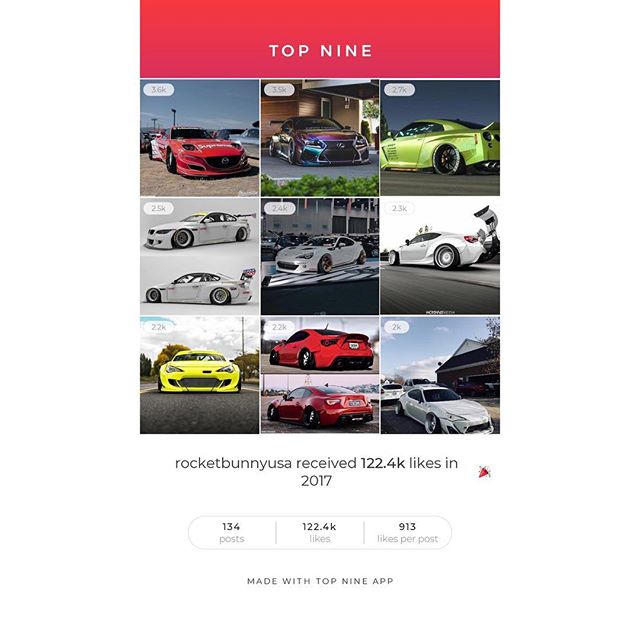 TOP NINE
3.6k
3.5k
2.7k
Supreme
2.5k
2.4k
2.3k
2.2k
2.2k
2k
rocketbunnyusa received 122.4k likes in
2017
134
122.4k
913
posts
likes
likes per post
MADE WITH TOP NINE APP